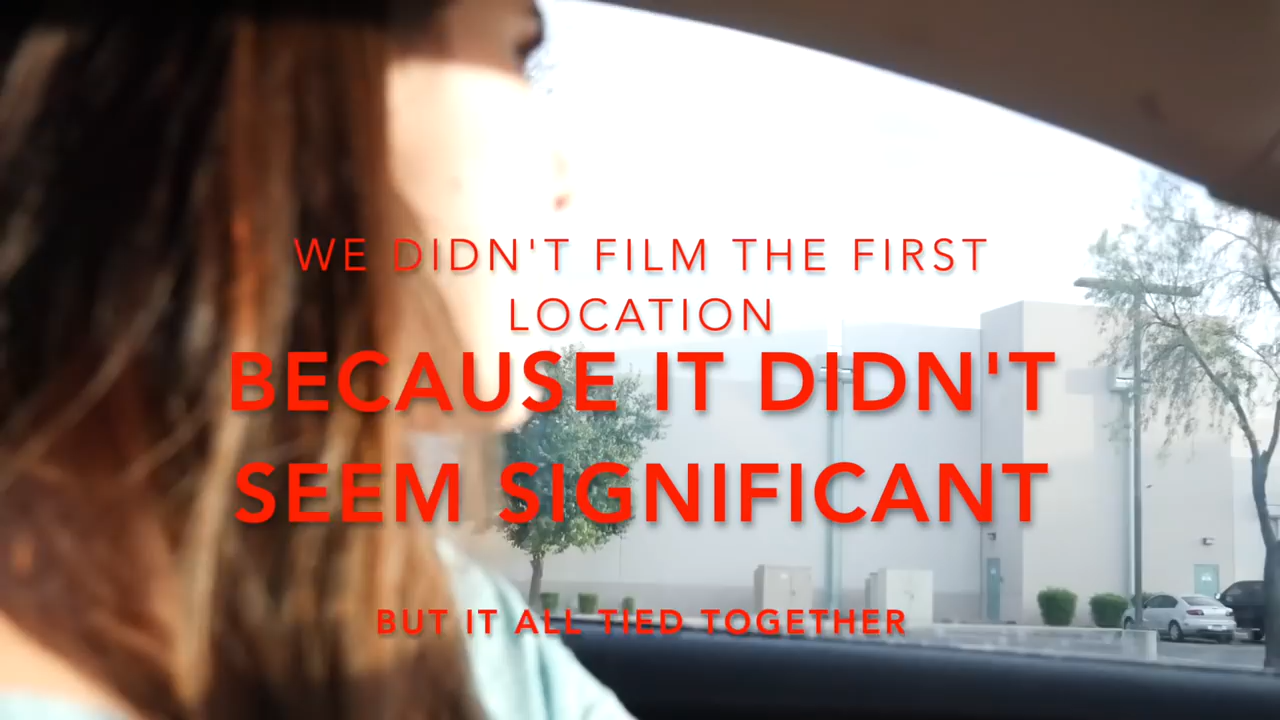 WE DIDN'T FILM THE FIRST
LOCATION
BECAUSE IT DIDN'T
SEEM SIGNIFICANT
BUT IT ALL TIED TOGETHER